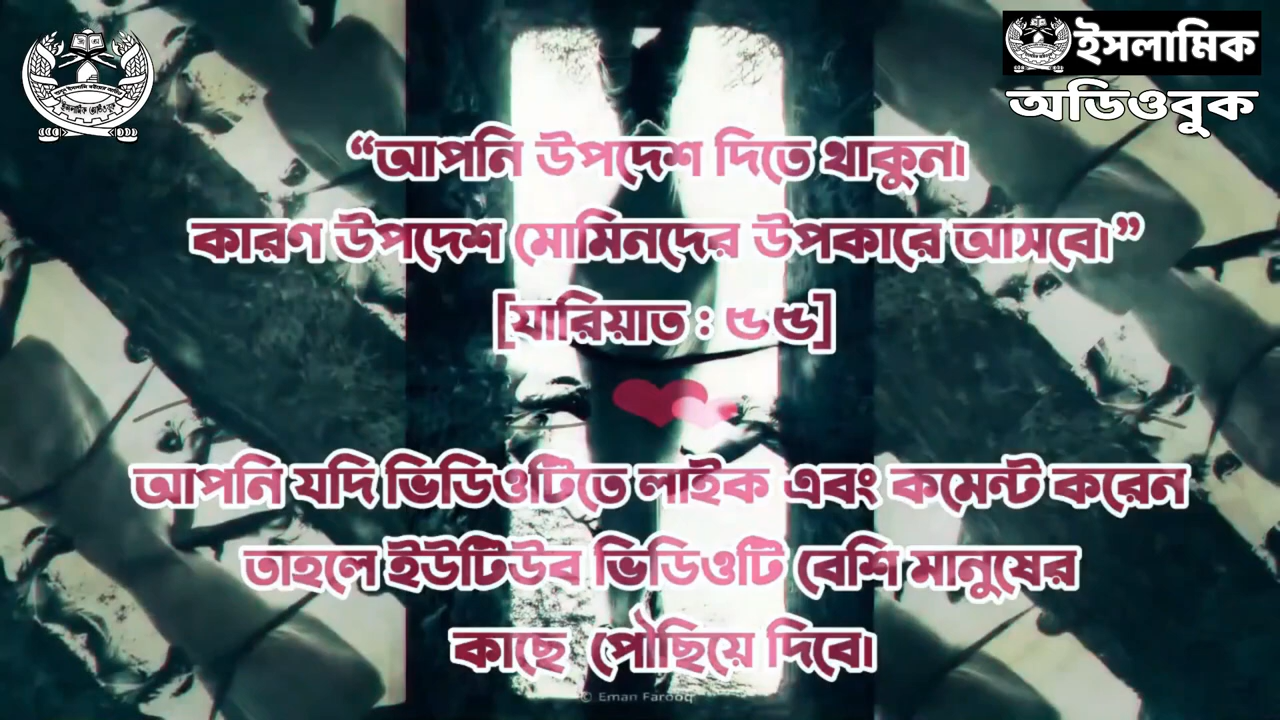 ইসলামিক
অডিওবুক
“আপনি উপদেশ দিতে থাকুন।
কারণ উপদেশ মোমিনদের উপকারে আসবে।”
[যারিয়াত : ৫৫]
আপনি যদি ভিডিওটিতে লাইক এবং কমেন্ট করেন
তাহলে ইউটিউব ভিডিওটি বেশি মানুষের
কাছে পৌছিয়ে দিবে।
© Eman Farooq